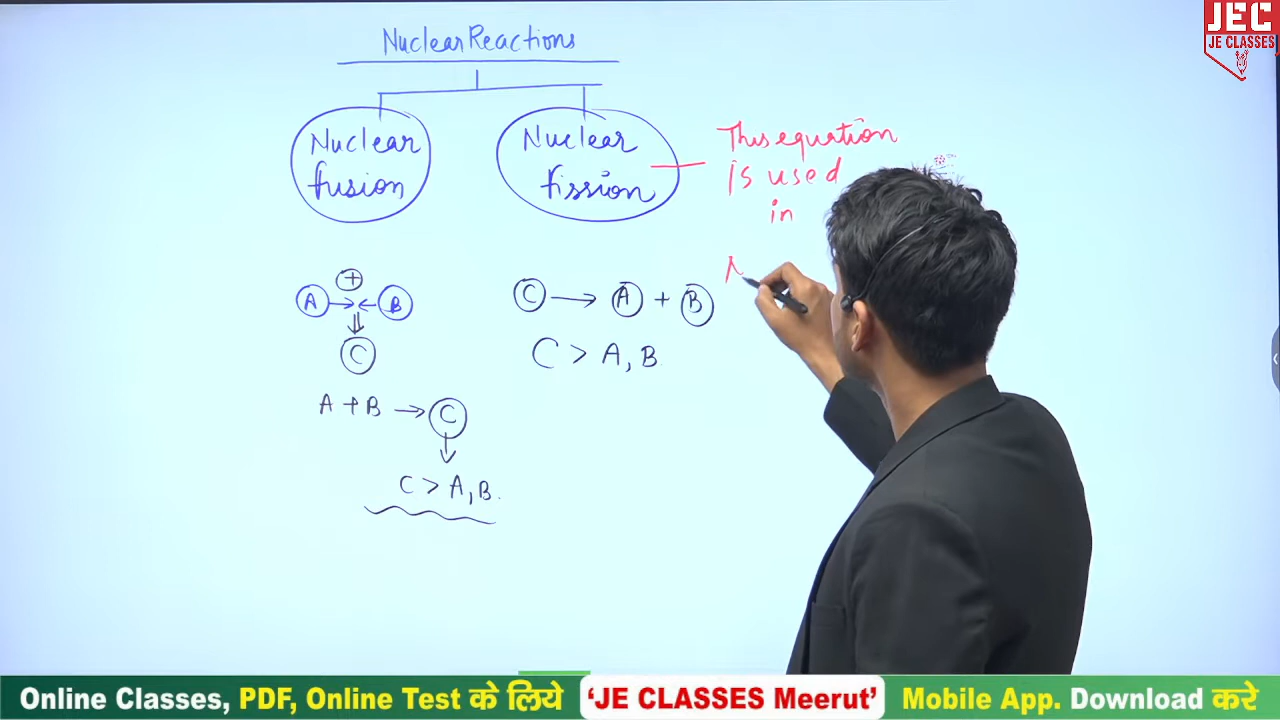 JEC
JE CLASSES
Nuclear Reactions
Nuclear
fusion
Nuclear
fission
This equation
is used
in
N
+
A B
C
A + B → C
C > A, B.
C → A + B
C > A, B.
Online Classes, PDF, Online Test के लिये 'JE CLASSES Meerut' Mobile App. Download करे